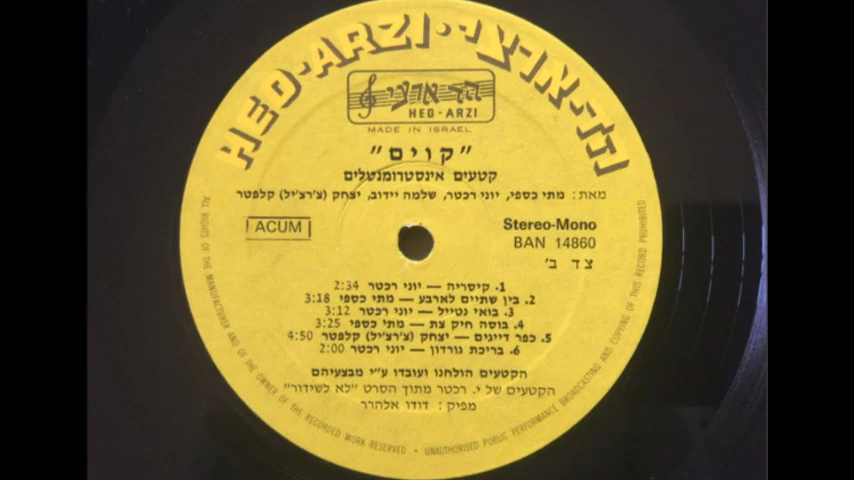 HED-ARZI · הד-ארצי
הד ארצי
HED-ARZI
MADE IN ISRAEL
"קוים"
קטעים אינסטרומנטלים
מאת: מתי כספי, יוני רכטר, שלמה יידוב, יצחק (צ'רצ'יל) קלפטר
ACUM
Stereo-Mono
BAN 14860
צד ב'
1. קיסריה — יוני רכטר 2:34
2. בין שתיים לארבע — מתי כספי 3:18
3. בואי נטייל — יוני רכטר 3:12
4. בוסה חיק צת — מתי כספי 3:25
5. כפר דייגים — יצחק (צ'רצ'יל) קלפטר 4:50
6. בריכת גורדון — יוני רכטר 2:00
הקטעים הולחנו ועובדו ע"י מבצעיהם
הקטעים של י. רכטר מתוך הסרט "לא לשידור"
מפיק: דודו אלהרר
ALL RIGHTS OF THE MANUFACTURER AND OF THE OWNER OF THE RECORDED WORK RESERVED · UNAUTHORISED PUBLIC PERFORMANCE BROADCASTING AND COPYING OF THIS RECORD PROHIBITED